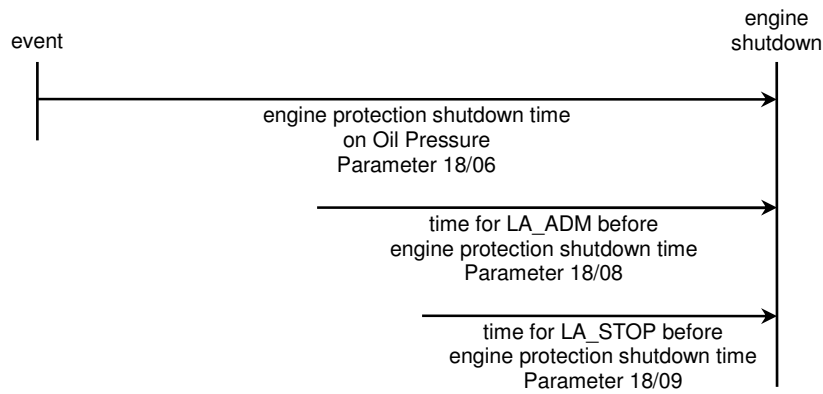 event
engine
shutdown
engine protection shutdown time
on Oil Pressure
Parameter 18/06
time for LA_ADM before
engine protection shutdown time
Parameter 18/08
time for LA_STOP before
engine protection shutdown time
Parameter 18/09